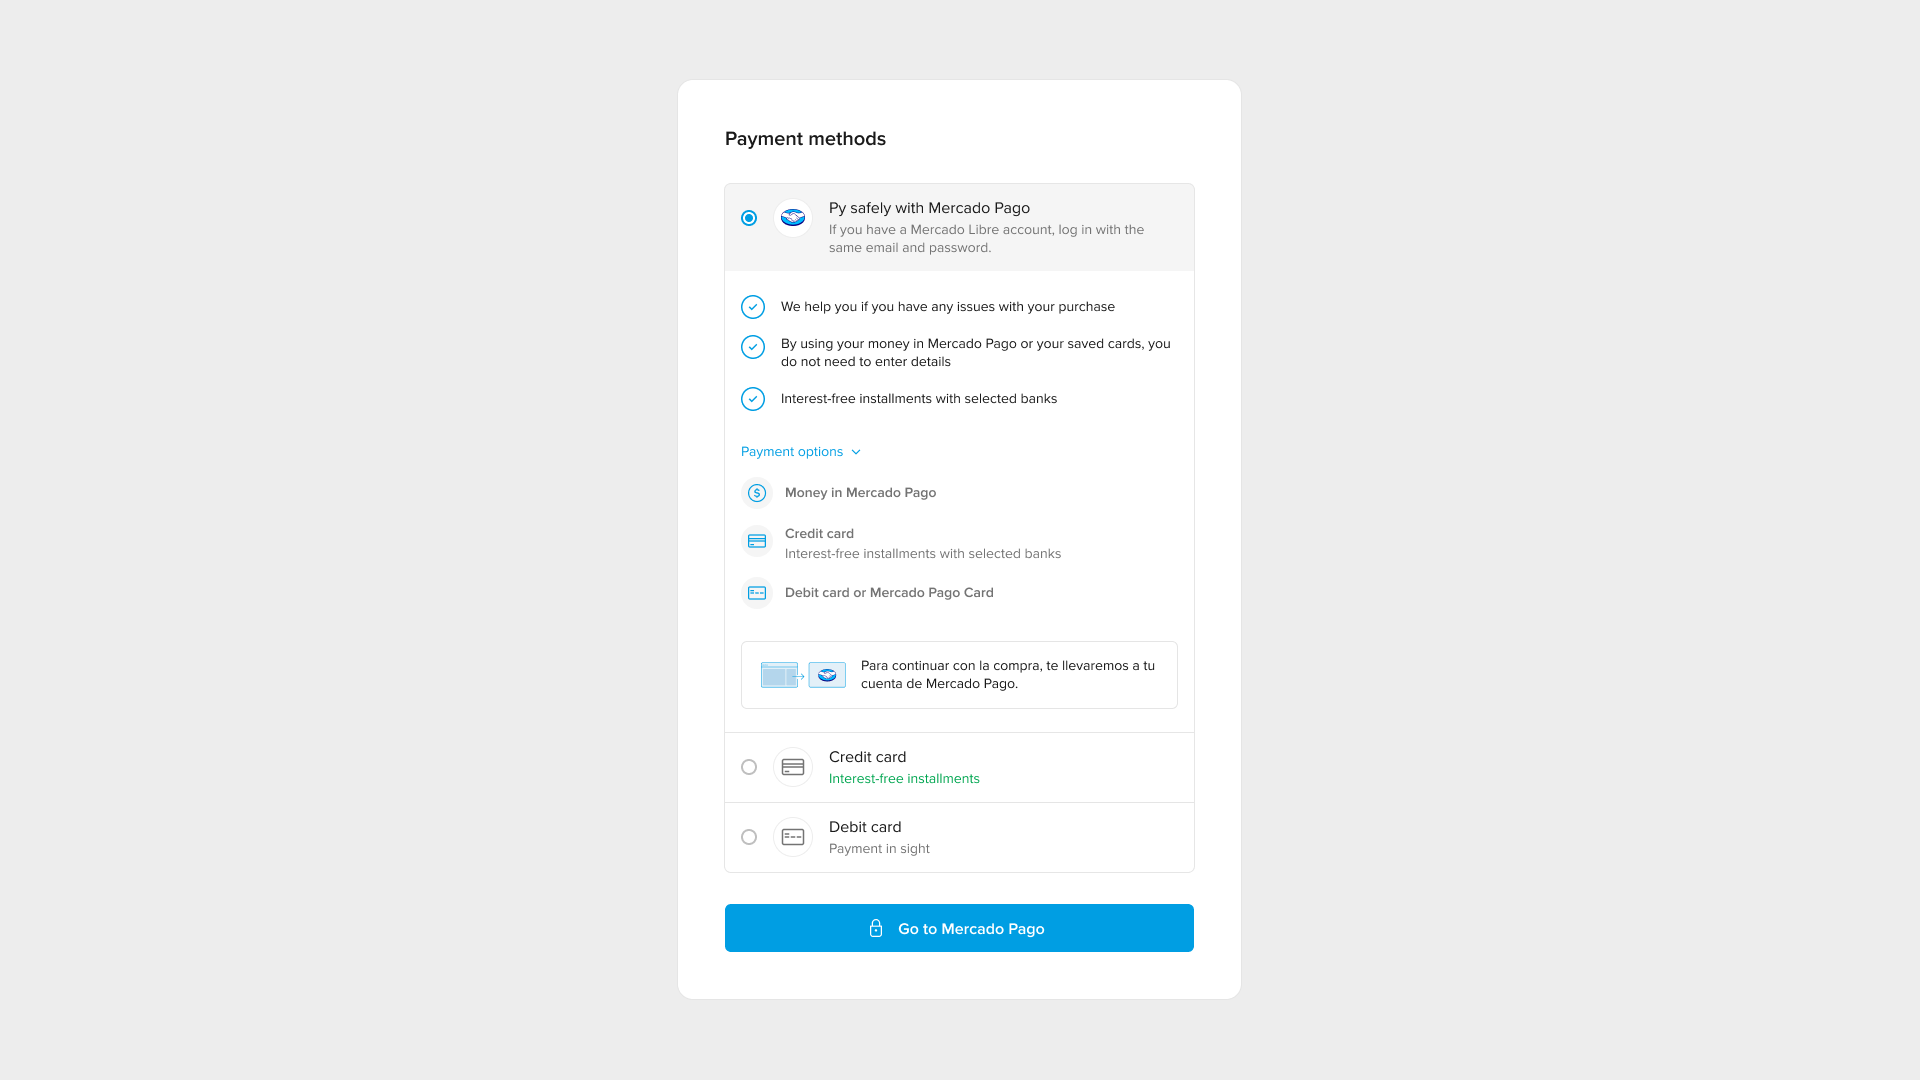 Payment methods
Py safely with Mercado Pago
If you have a Mercado Libre account, log in with the
same email and password.
We help you if you have any issues with your purchase
By using your money in Mercado Pago or your saved cards, you
do not need to enter details
Interest-free installments with selected banks
Payment options
$
Money in Mercado Pago
Credit card
Interest-free installments with selected banks
Debit card or Mercado Pago Card
Para continuar con la compra, te llevaremos a tu
cuenta de Mercado Pago.
Credit card
Interest-free installments
Debit card
Payment in sight
Go to Mercado Pago